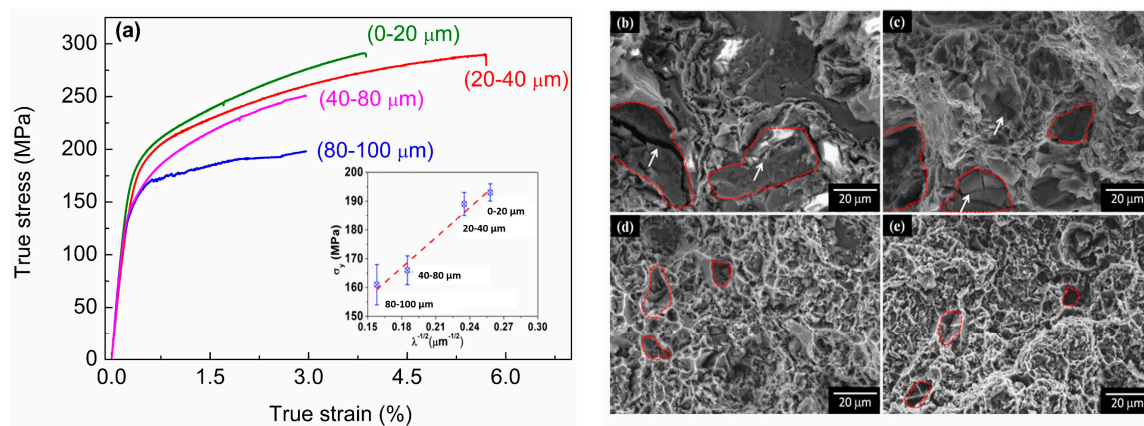 (a)
(0-20 μm)
(20-40 μm)
(40-80 μm)
(80-100 μm)
300
250
200
150
100
50
0
0.0
1.5
3.0
4.5
6.0
True stress (MPa)
True strain (%)
200
190
180
170
160
150
σy (MPa)
0-20 μm
20-40 μm
40-80 μm
80-100 μm
0.15
0.18
0.21
0.24
0.27
0.30
λ-1/2(μm-1/2)
(b)
20 μm
(c)
20 μm
(d)
20 μm
(e)
20 μm